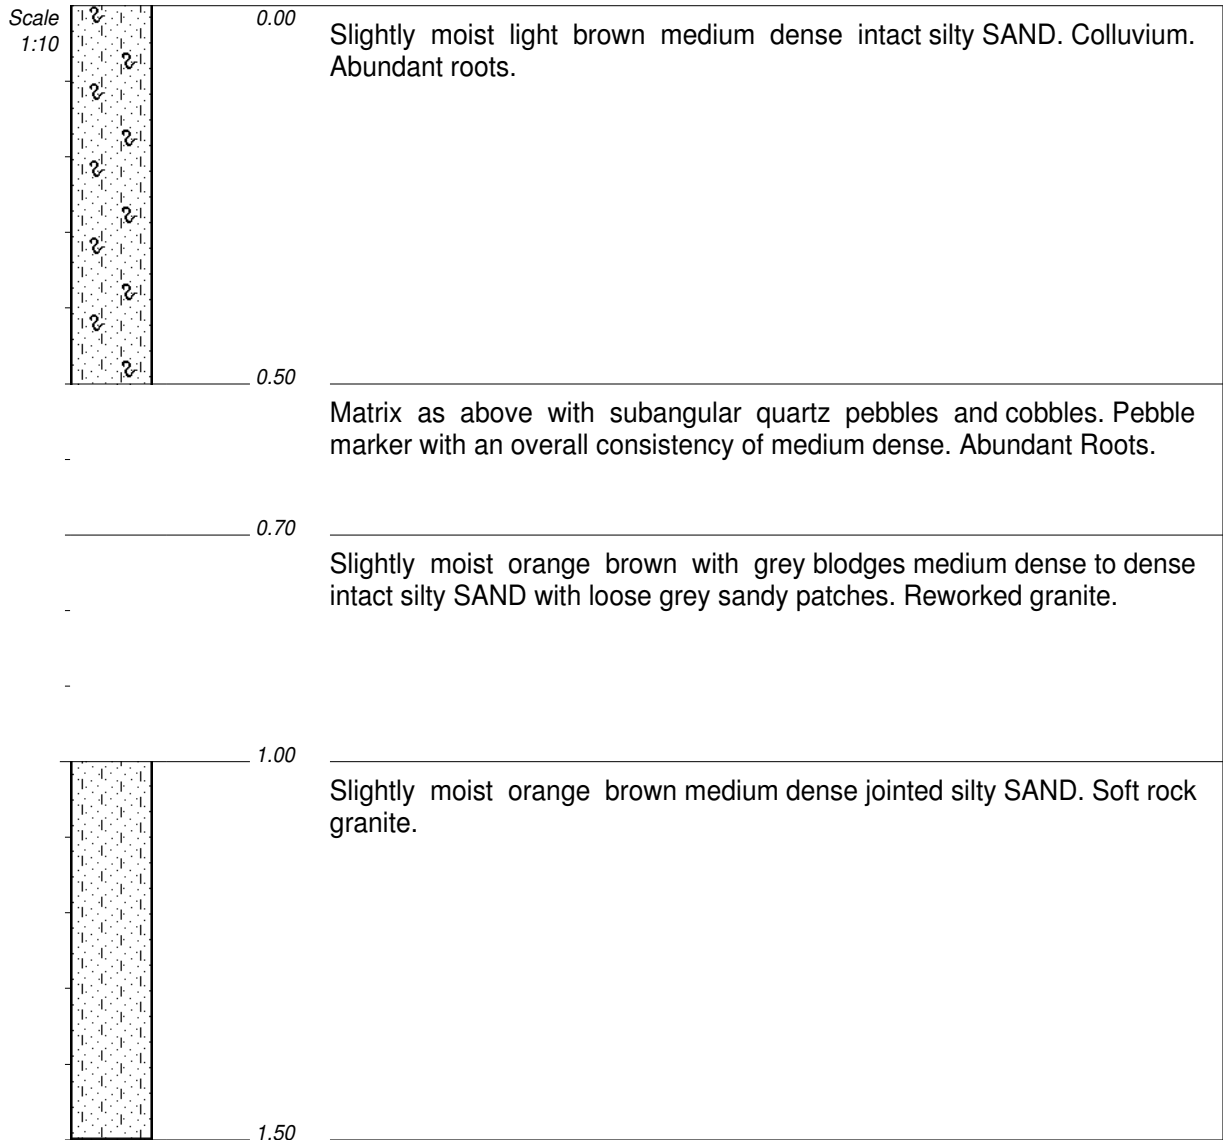 Scale
1:10
0.00
Slightly moist light brown medium dense intact silty SAND. Colluvium.
Abundant roots.
0.50
Matrix as above with subangular quartz pebbles and cobbles. Pebble
marker with an overall consistency of medium dense. Abundant Roots.
0.70
Slightly moist orange brown with grey blodges medium dense to dense
intact silty SAND with loose grey sandy patches. Reworked granite.
1.00
Slightly moist orange brown medium dense jointed silty SAND. Soft rock
granite.
1.50